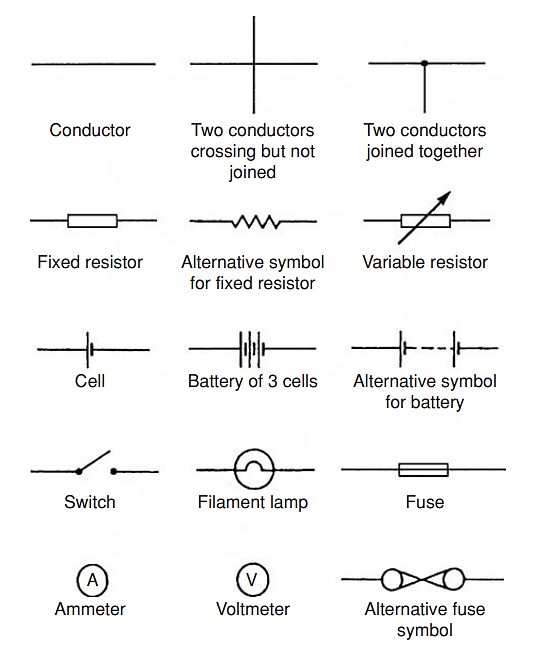 Conductor
Two conductors
crossing but not
joined
Two conductors
joined together
Fixed resistor
Alternative symbol
for fixed resistor
Variable resistor
Cell
Battery of 3 cells
Alternative symbol
for battery
Switch
Filament lamp
Fuse
A
Ammeter
V
Voltmeter
Alternative fuse
symbol